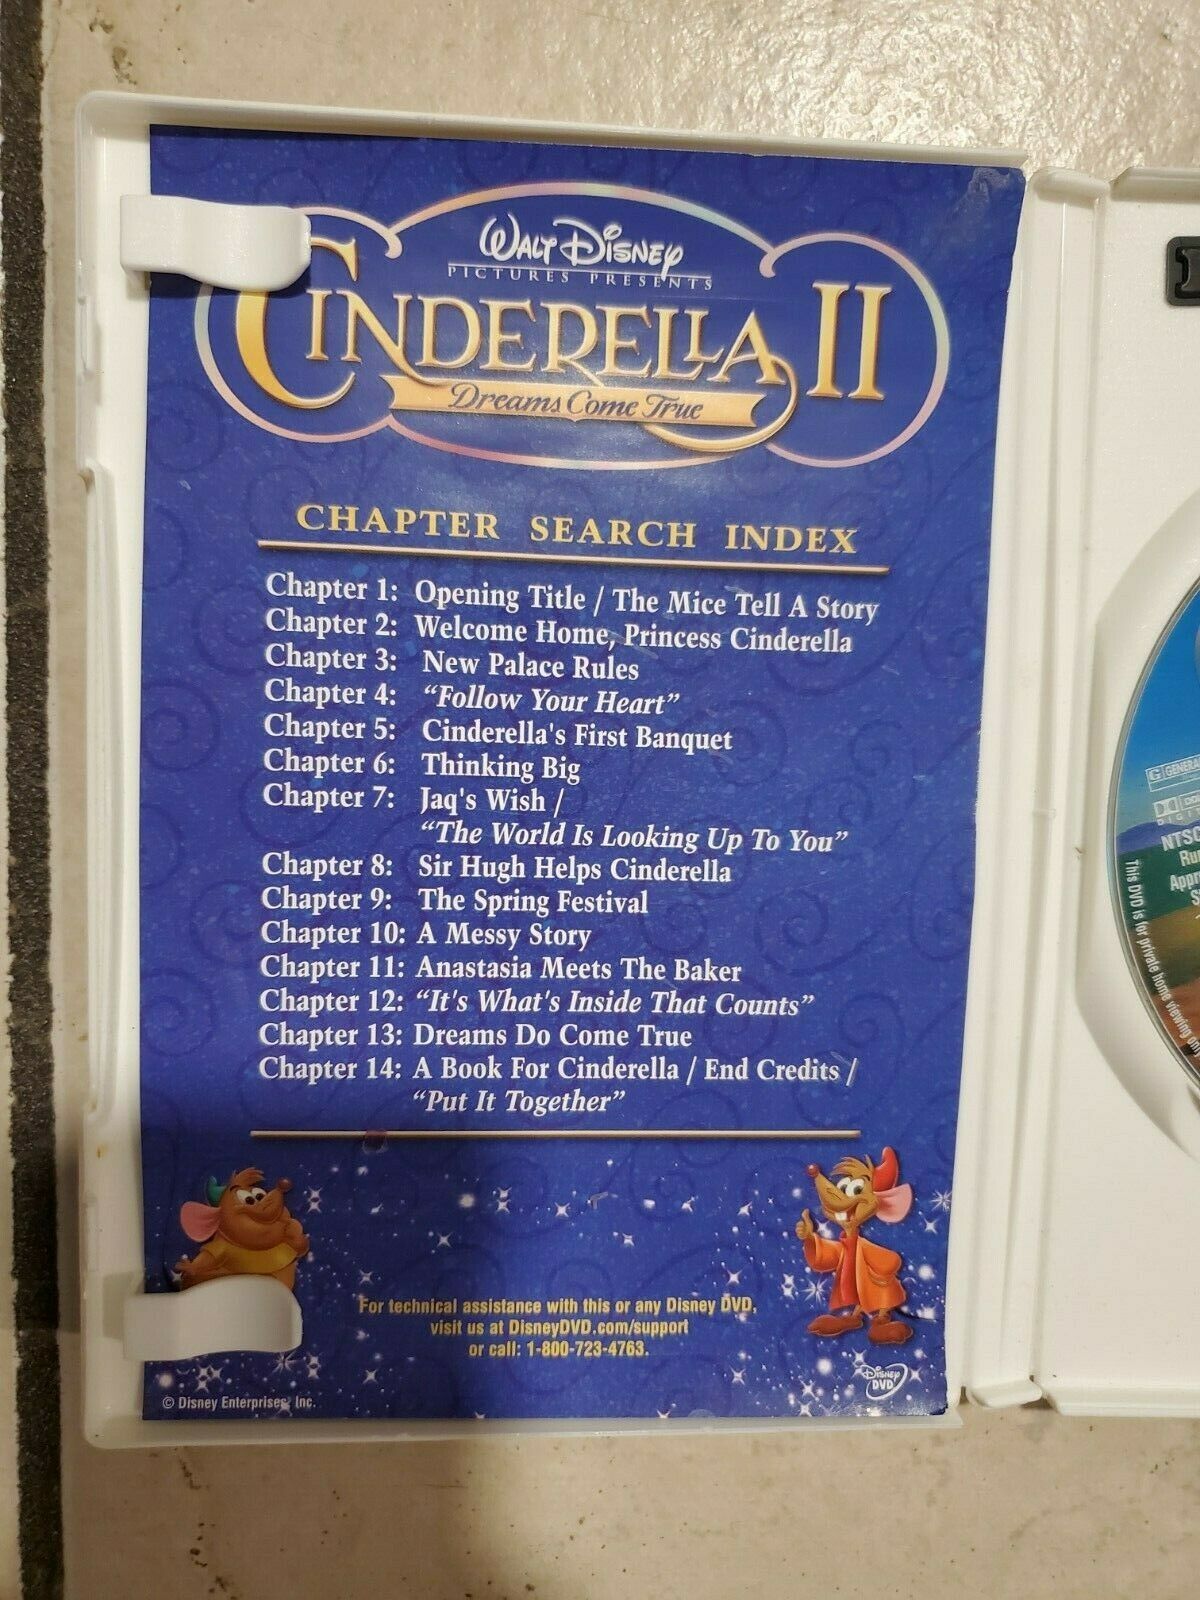 WALT DISNEY
PICTURES PRESENTS
CINDERELLA II
Dreams Come True
CHAPTER SEARCH INDEX
Chapter 1: Opening Title / The Mice Tell A Story
Chapter 2: Welcome Home, Princess Cinderella
Chapter 3: New Palace Rules
Chapter 4: “Follow Your Heart”
Chapter 5: Cinderella's First Banquet
Chapter 6: Thinking Big
Chapter 7: Jaq's Wish /
“The World Is Looking Up To You”
Chapter 8: Sir Hugh Helps Cinderella
Chapter 9: The Spring Festival
Chapter 10: A Messy Story
Chapter 11: Anastasia Meets The Baker
Chapter 12: “It's What's Inside That Counts”
Chapter 13: Dreams Do Come True
Chapter 14: A Book For Cinderella / End Credits /
“Put It Together”
For technical assistance with this or any Disney DVD,
visit us at DisneyDVD.com/support
or call: 1-800-723-4763.
Disney
DVD
© Disney Enterprises, Inc.
G GENERAL
DIGITAL
NTSC
This DVD is for private home viewing